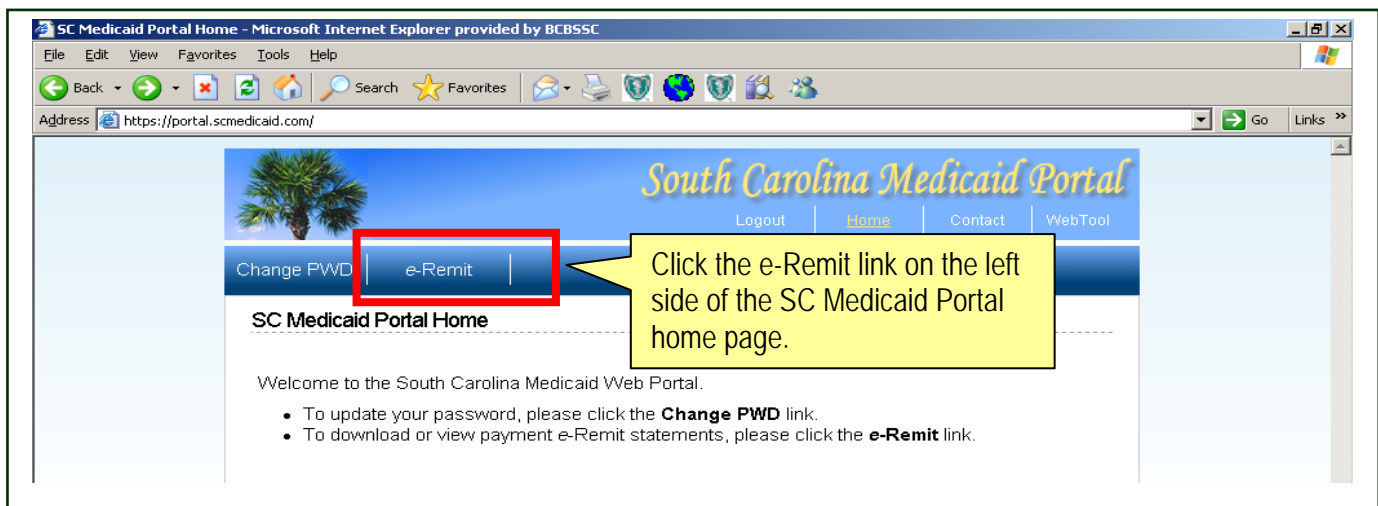 SC Medicaid Portal Home - Microsoft Internet Explorer provided by BCBSSC
File Edit View Favorites Tools Help
Back Search Favorites
Address https://portal.scmedicaid.com/ Go Links »
South Carolina Medicaid Portal
Logout Home Contact WebTool
Change PWD e-Remit
Click the e-Remit link on the left
side of the SC Medicaid Portal
home page.
SC Medicaid Portal Home
Welcome to the South Carolina Medicaid Web Portal.
• To update your password, please click the Change PWD link.
• To download or view payment e-Remit statements, please click the e-Remit link.